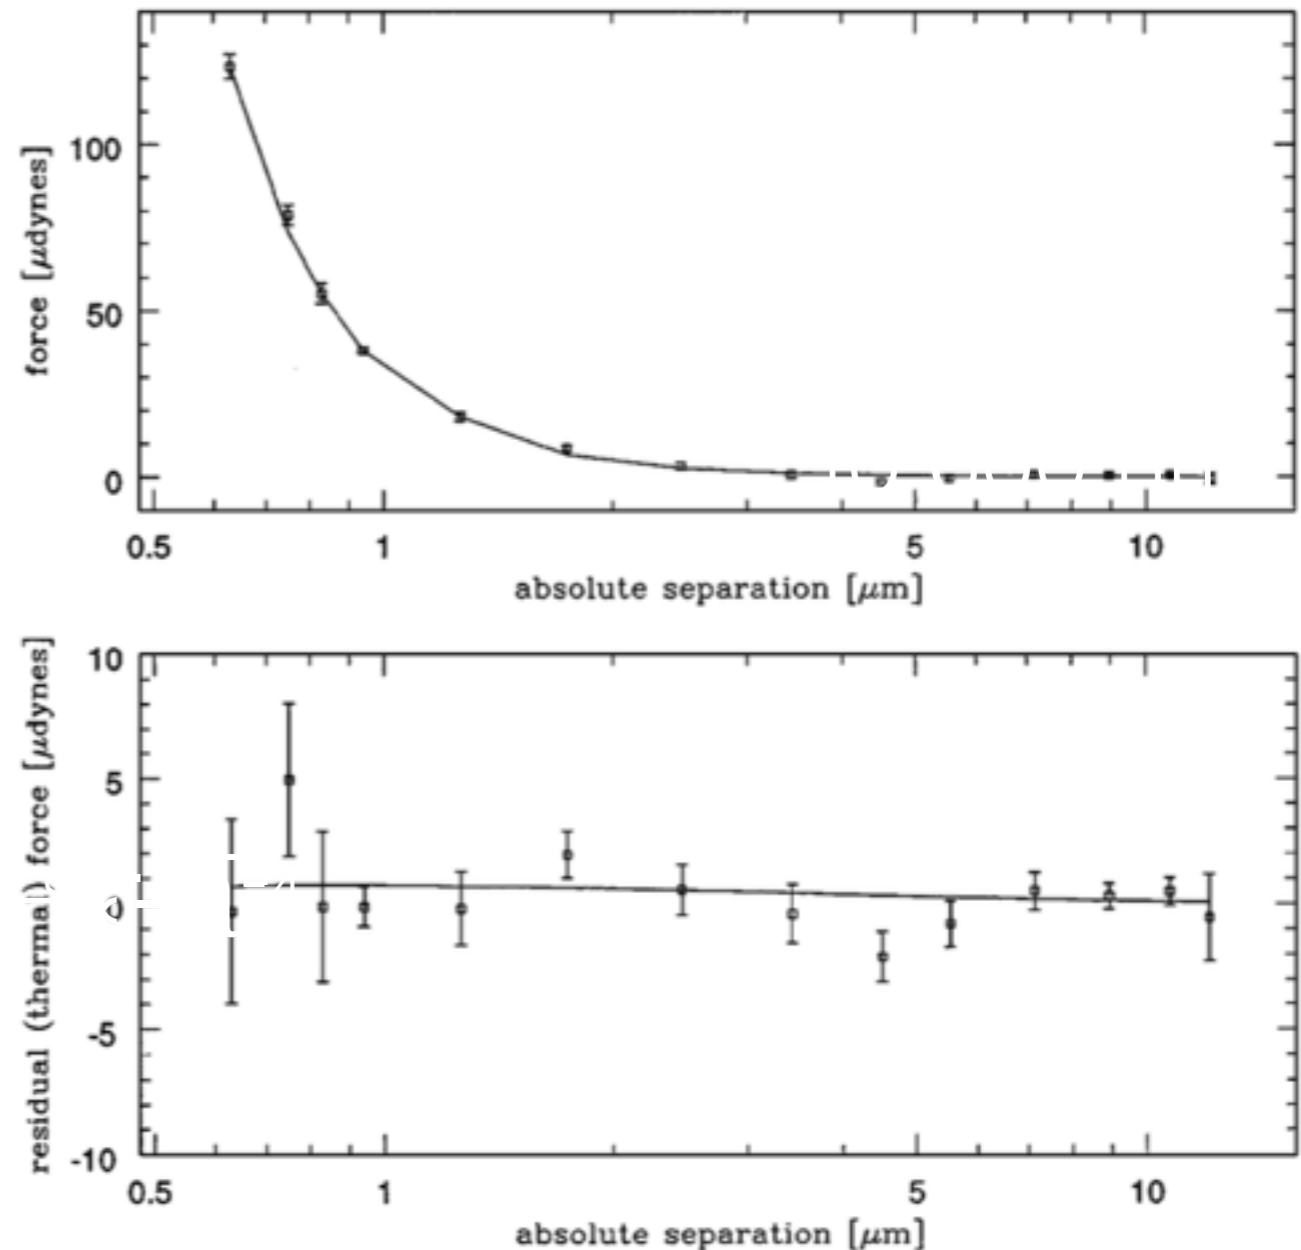 force [μdynes]
100
50
0
0.5 1 5 10
absolute separation [μm]
residual (thermal) force [μdynes]
10
5
0
-5
-10
0.5 1 5 10
absolute separation [μm]